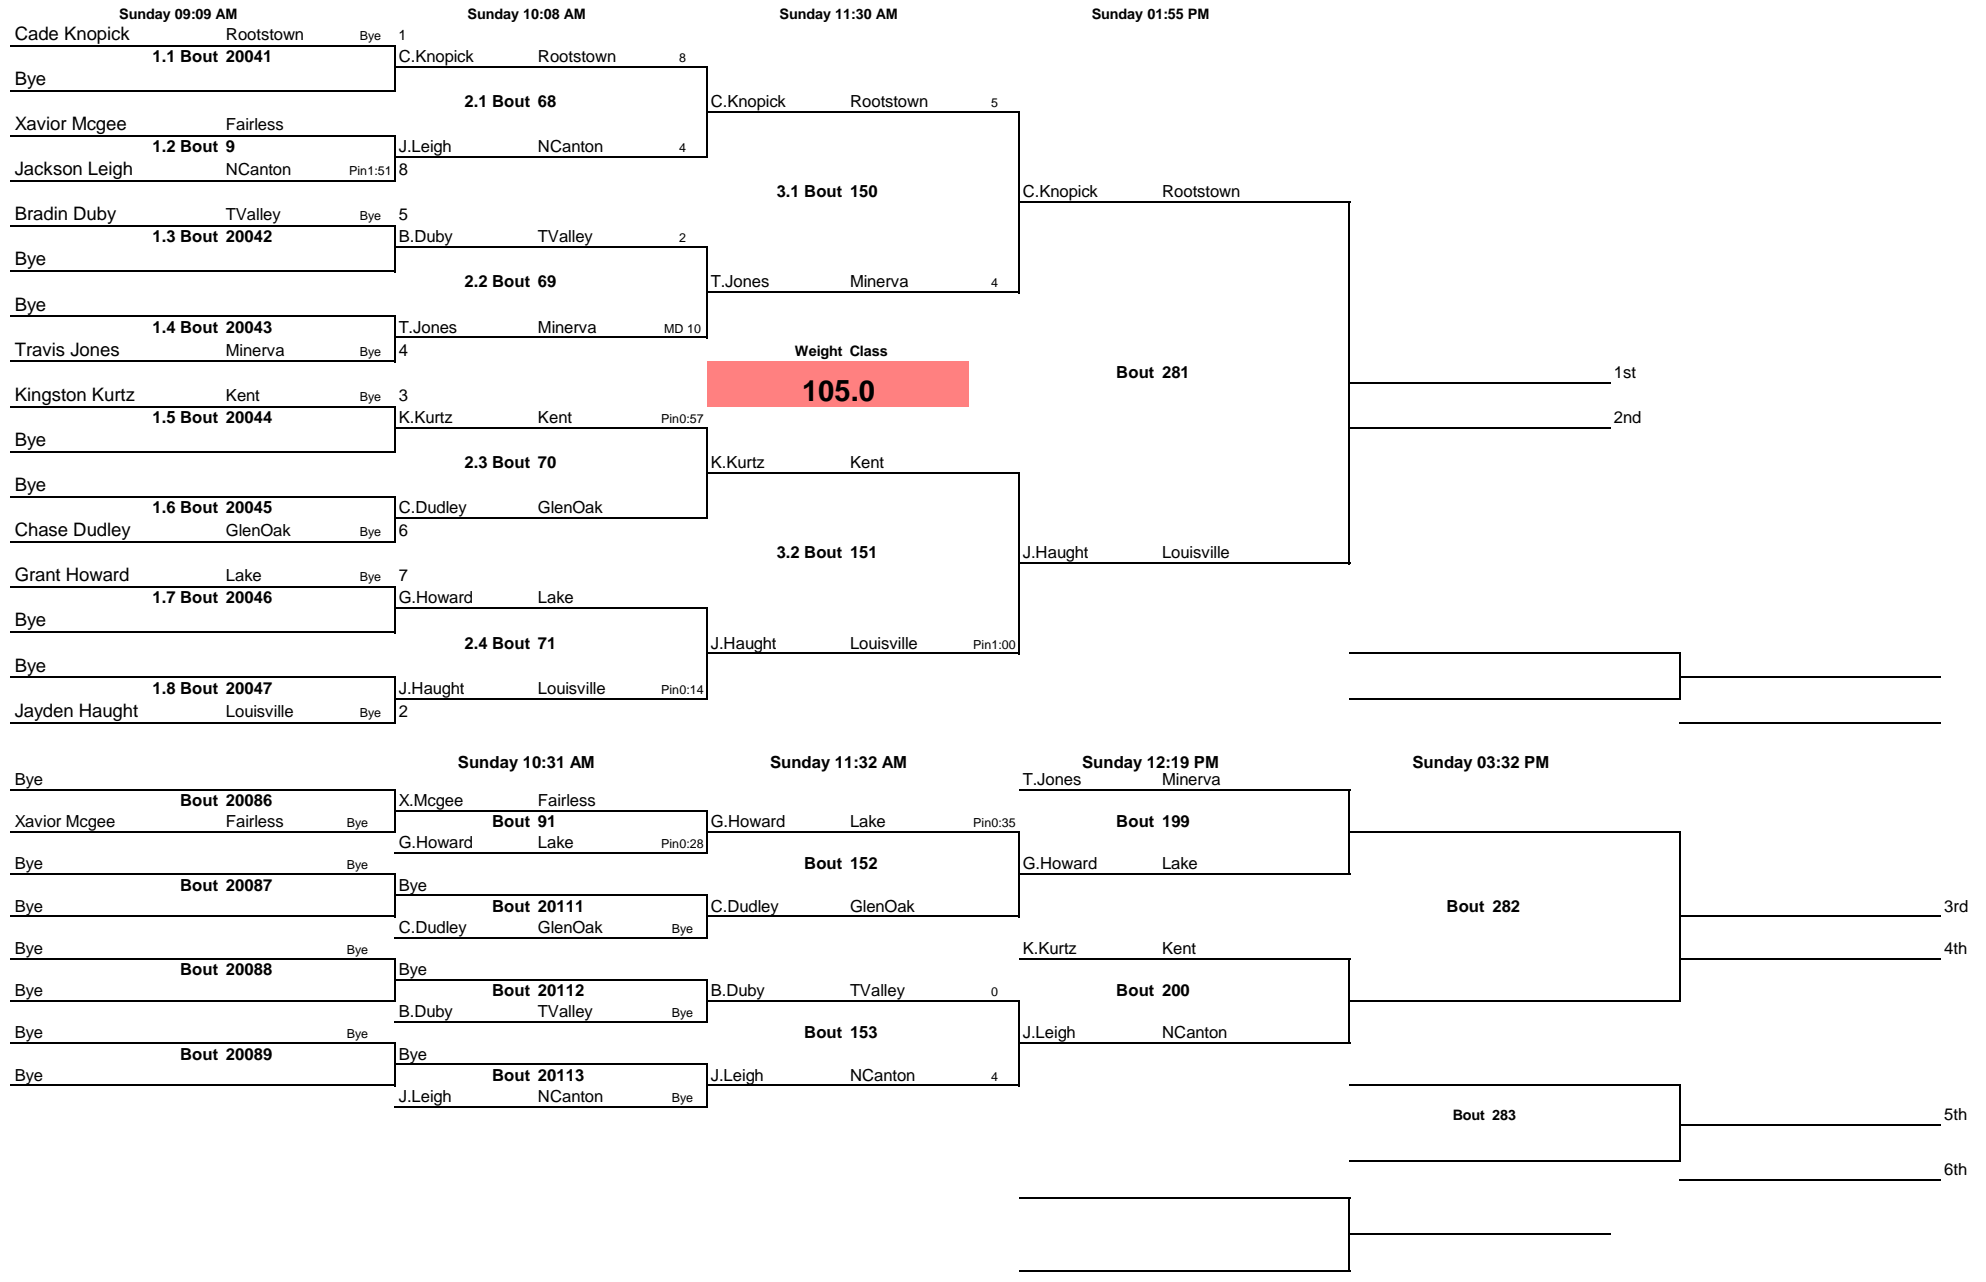 Sunday 09:09 AM Sunday 10:08 AM Sunday 11:30 AM Sunday 01:55 PM
Cade Knopick Rootstown Bye 1
1.1 Bout 20041 C.Knopick Rootstown 8
Bye
2.1 Bout 68 C.Knopick Rootstown 5
Xavior Mcgee Fairless
1.2 Bout 9 J.Leigh NCanton 4
Jackson Leigh NCanton Pin1:51 8
3.1 Bout 150 C.Knopick Rootstown
Bradin Duby TValley Bye 5
1.3 Bout 20042 B.Duby TValley 2
Bye
2.2 Bout 69 T.Jones Minerva 4
Bye
1.4 Bout 20043 T.Jones Minerva MD 10
Travis Jones Minerva Bye 4 Weight Class
Bout 281 1st
Kingston Kurtz Kent Bye 3 105.0
1.5 Bout 20044 K.Kurtz Kent Pin0:57 2nd
Bye
2.3 Bout 70 K.Kurtz Kent
Bye
1.6 Bout 20045 C.Dudley GlenOak
Chase Dudley GlenOak Bye 6
3.2 Bout 151 J.Haught Louisville
Grant Howard Lake Bye 7
1.7 Bout 20046 G.Howard Lake
Bye
2.4 Bout 71 J.Haught Louisville Pin1:00
Bye
1.8 Bout 20047 J.Haught Louisville Pin0:14
Jayden Haught Louisville Bye 2
Sunday 10:31 AM Sunday 11:32 AM Sunday 12:19 PM Sunday 03:32 PM
Bye T.Jones Minerva
Bout 20086 X.Mcgee Fairless
Xavior Mcgee Fairless Bye Bout 91 G.Howard Lake Pin0:35 Bout 199
G.Howard Lake Pin0:28
Bye Bye Bout 152 G.Howard Lake
Bout 20087 Bye
Bye Bout 20111 C.Dudley GlenOak Bout 282 3rd
C.Dudley GlenOak Bye
Bye Bye K.Kurtz Kent 4th
Bout 20088 Bye
Bye Bout 20112 B.Duby TValley 0 Bout 200
B.Duby TValley Bye
Bye Bye Bout 153 J.Leigh NCanton
Bout 20089 Bye
Bye Bout 20113 J.Leigh NCanton 4
J.Leigh NCanton Bye
Bout 283 5th
6th